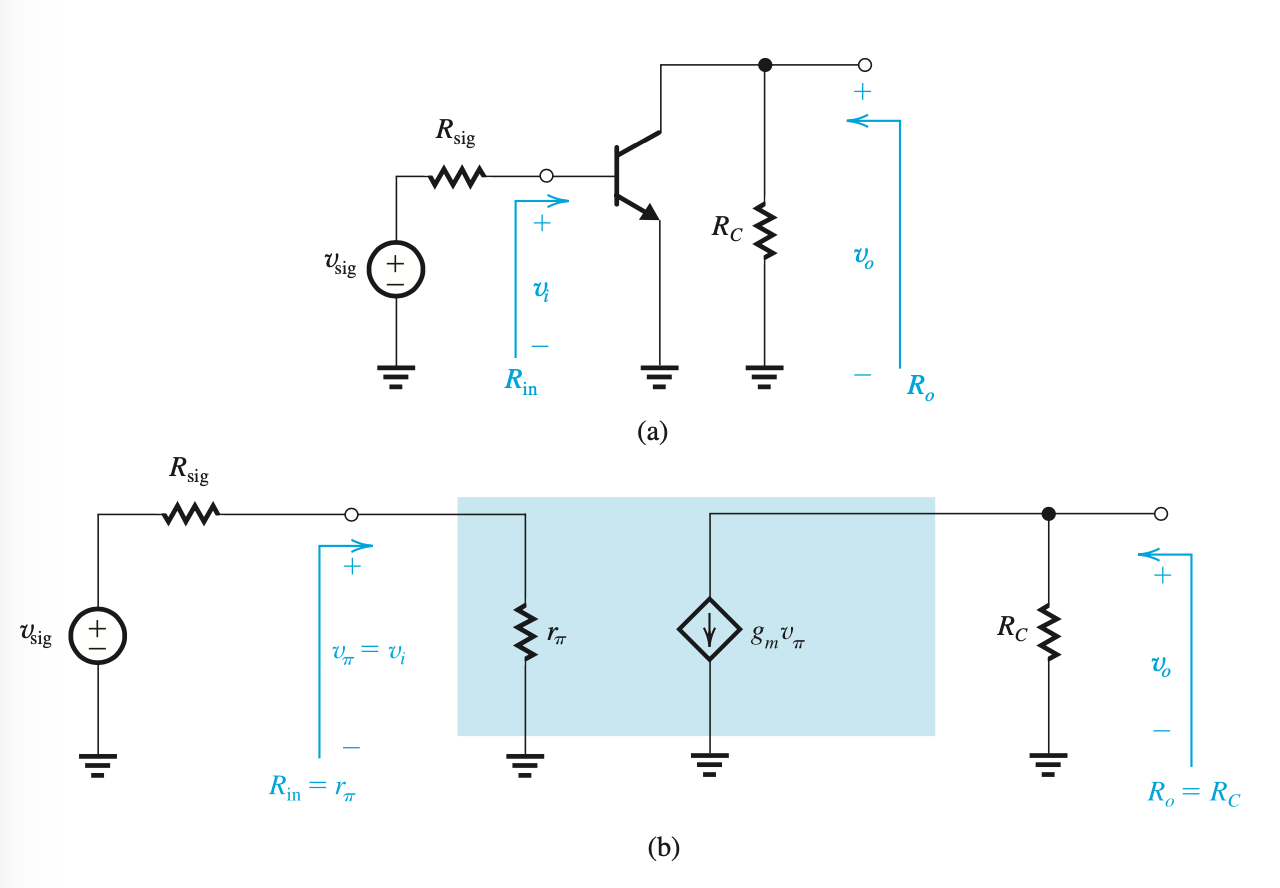 R_sig
v_sig
+
−
+
v_i
−
R_in
R_C
+
v_o
−
R_o
(a)
R_sig
v_sig
+
−
+
v_π = v_i
−
R_in = r_π
r_π
g_m v_π
R_C
+
v_o
−
R_o = R_C
(b)